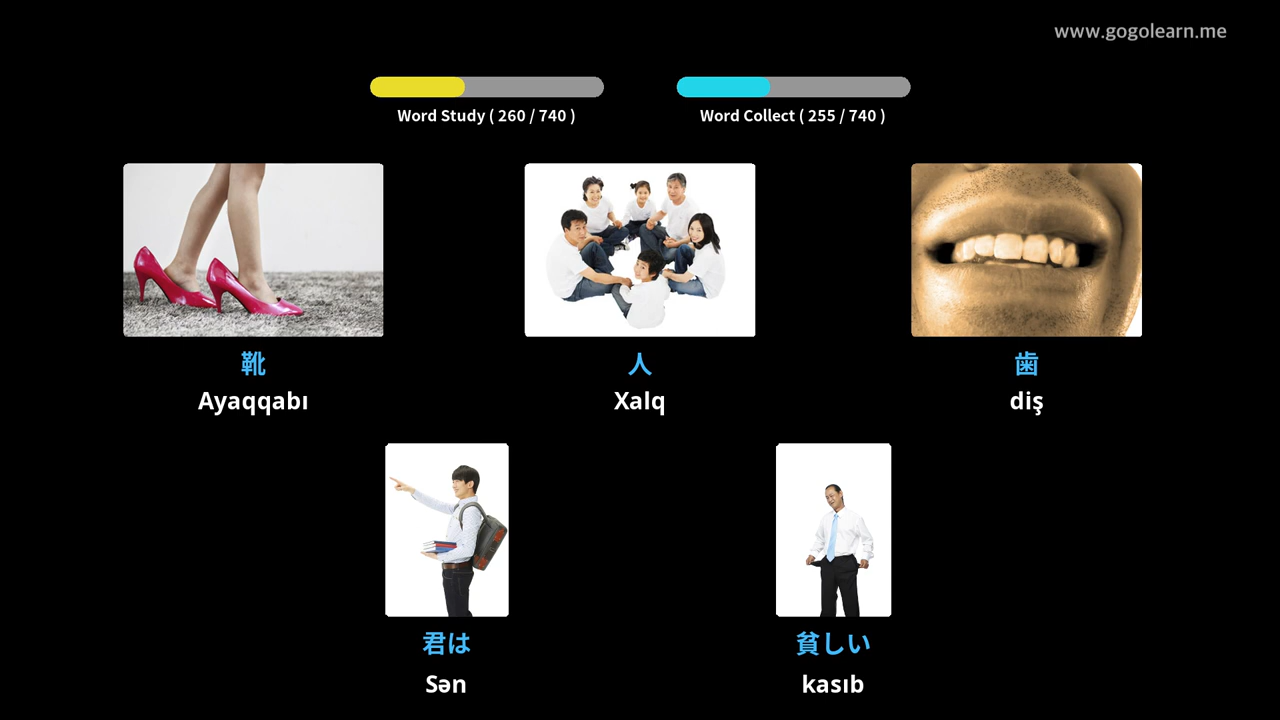 www.gogolearn.me
Word Study ( 260 / 740 )
Word Collect ( 255 / 740 )
靴
Ayaqqabı
人
Xalq
歯
diş
君は
Sən
貧しい
kasıb